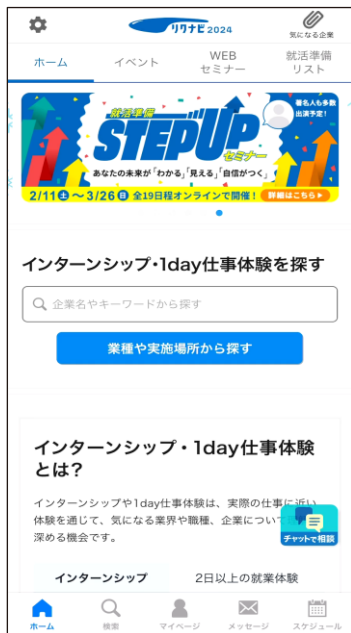 リクナビ2024
気になる企業
ホーム
イベント
WEB
セミナー
就活準備
リスト
就活準備
STEPUP
セミナー
著名人も多数
出演予定!
あなたの未来が「わかる」「見える」「自信がつく」
2/11土〜3/26日 全19日程オンラインで開催! 詳細はこちら▶
インターンシップ・1day仕事体験を探す
企業名やキーワードから探す
業種や実施場所から探す
インターンシップ・1day仕事体験
とは?
インターンシップや1day仕事体験は、実際の仕事に近い
体験を通じて、気になる業界や職種、企業について
深める機会です。
チャットで相談
インターンシップ 2日以上の就業体験
ホーム
検索
マイページ
メッセージ
スケジュール